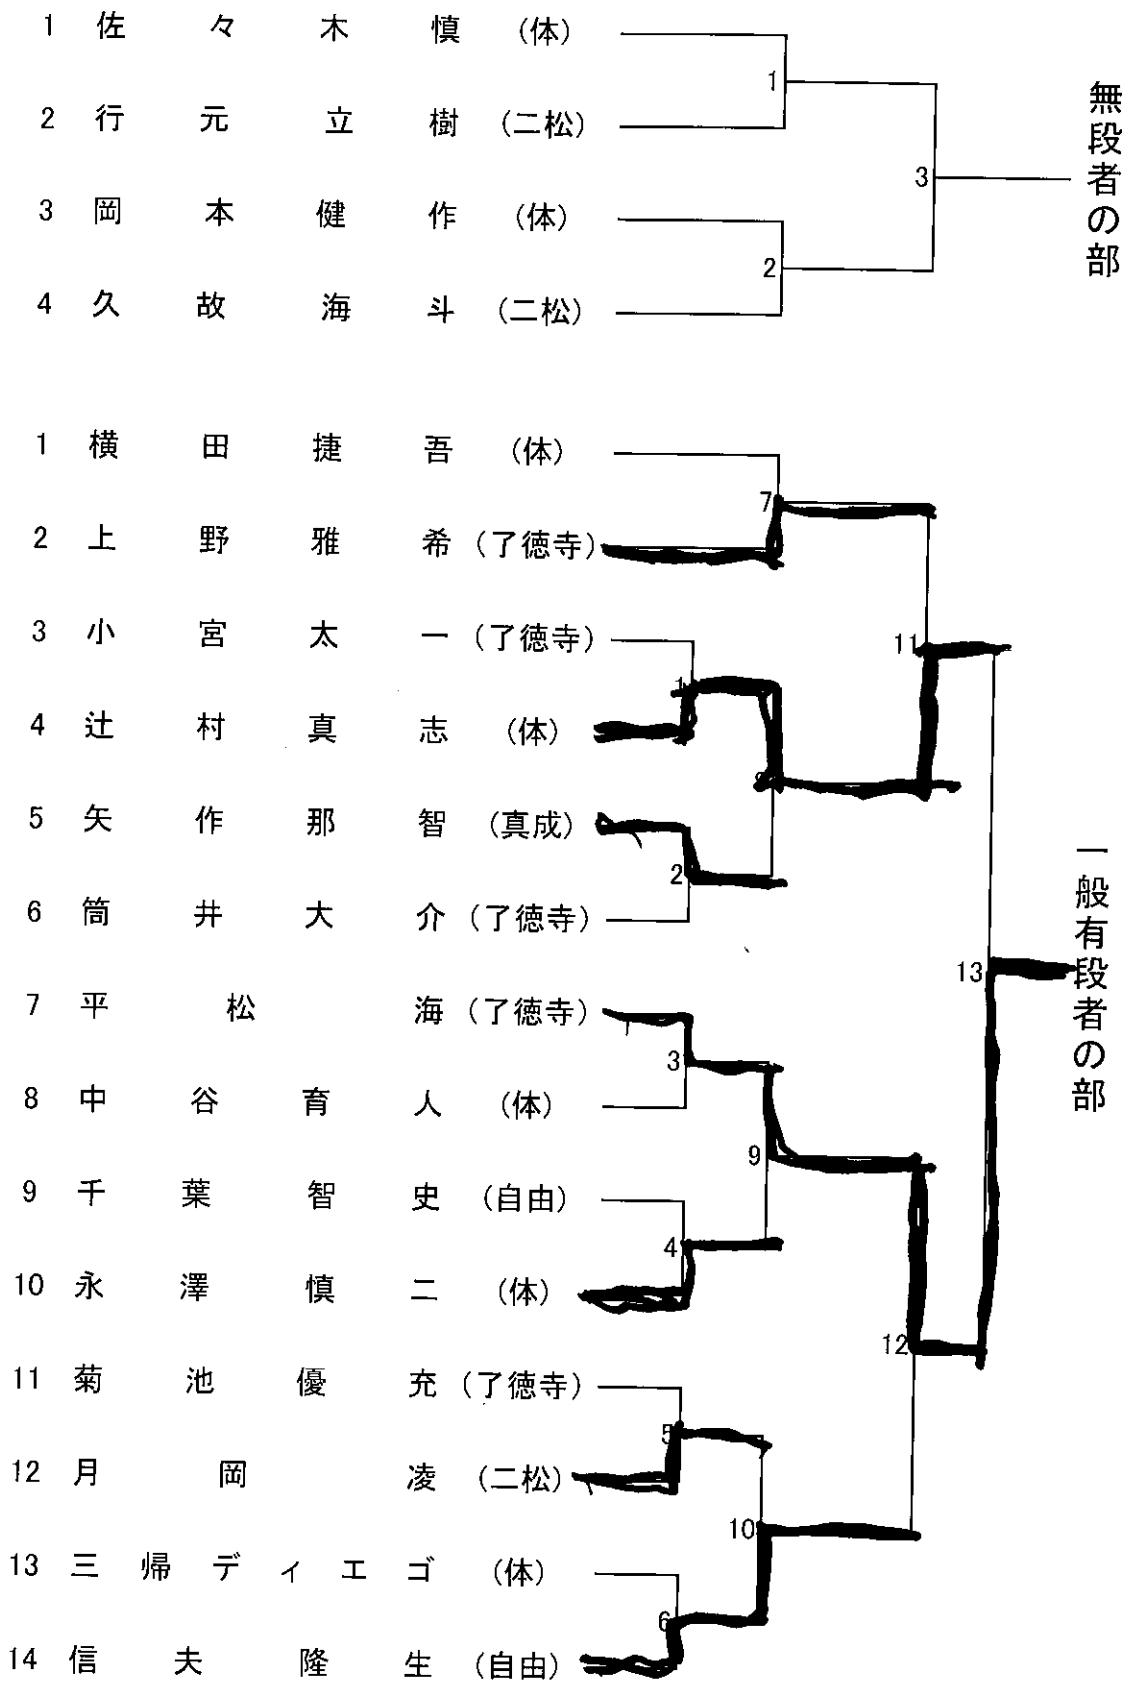 1 佐々木慎 (体)
2 行元立樹 (二松)
3 岡本健作 (体)
4 久故海斗 (二松)
1
2
3
無段者の部
1 横田捷吾 (体)
2 上野雅希 (了徳寺)
3 小宮太一 (了徳寺)
4 辻村真志 (体)
5 矢作那智 (真成)
6 筒井大介 (了徳寺)
7 平松海 (了徳寺)
8 中谷育人 (体)
9 千葉智史 (自由)
10 永澤慎二 (体)
11 菊池優充 (了徳寺)
12 月岡凌 (二松)
13 三帰ディエゴ (体)
14 信夫隆生 (自由)
7
1
2
3
4
5
6
9
10
11
12
13
一般有段者の部